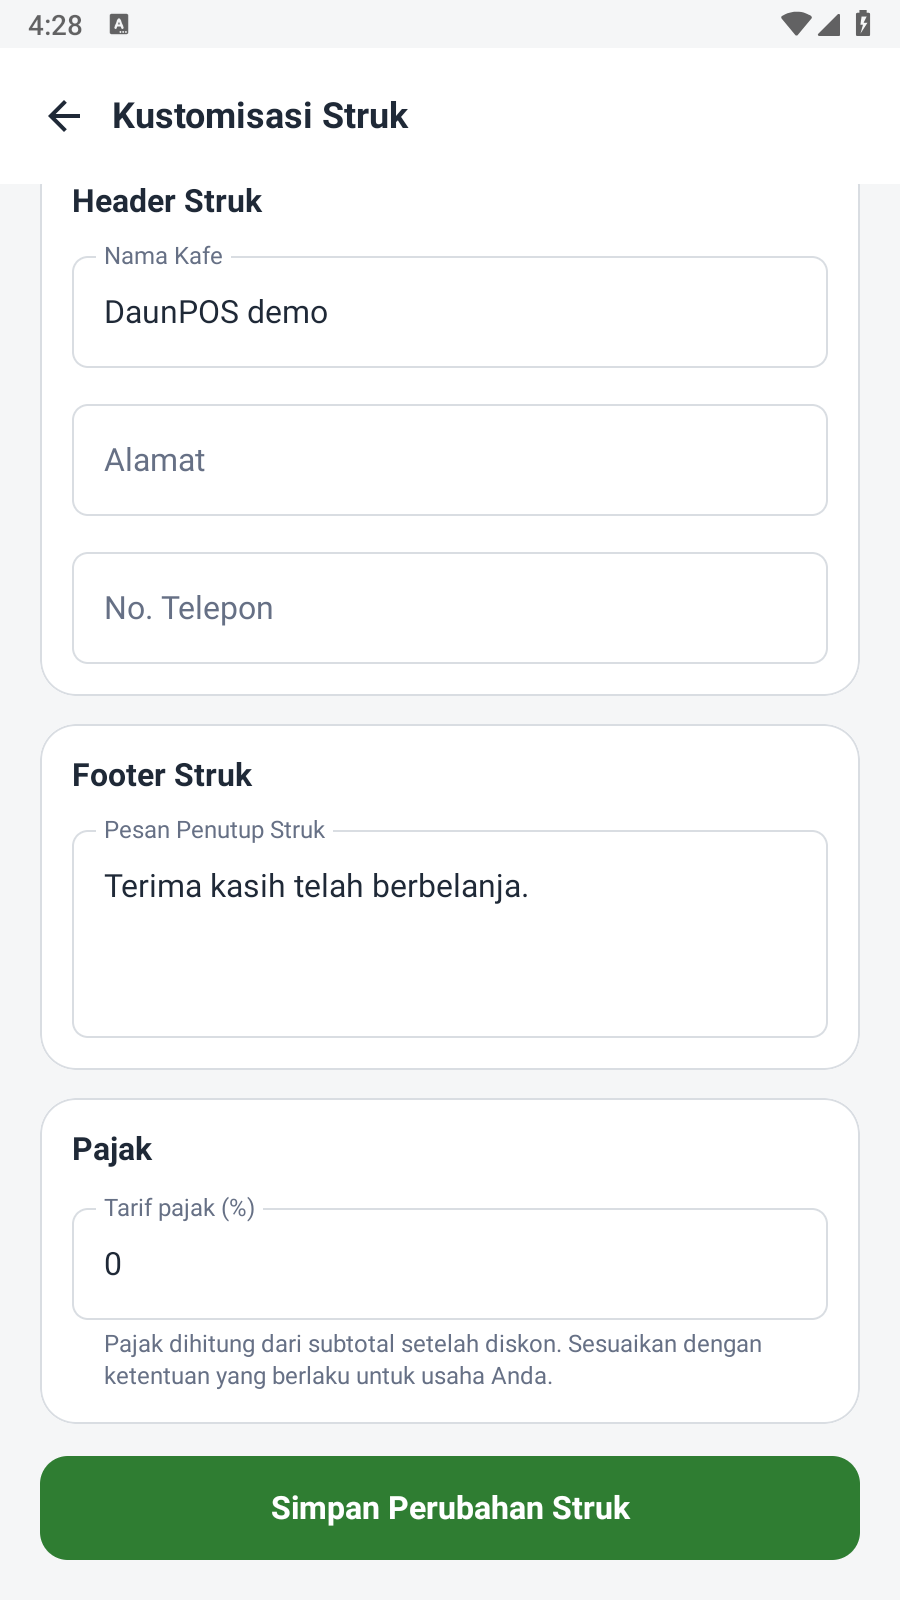 4:28
Kustomisasi Struk
Header Struk
Nama Kafe
DaunPOS demo
Alamat
No. Telepon
Footer Struk
Pesan Penutup Struk
Terima kasih telah berbelanja.
Pajak
Tarif pajak (%)
0
Pajak dihitung dari subtotal setelah diskon. Sesuaikan dengan
ketentuan yang berlaku untuk usaha Anda.
Simpan Perubahan Struk